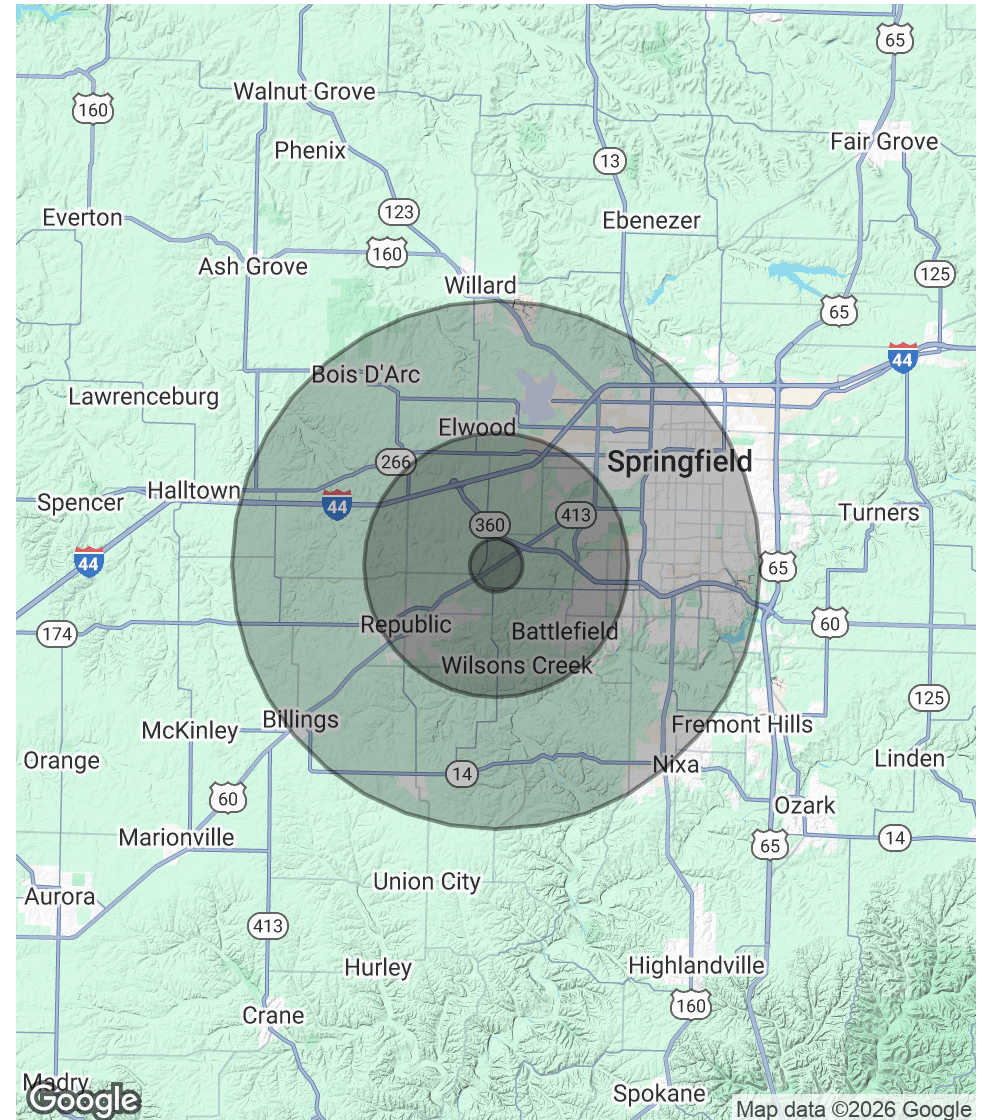 65
Walnut Grove
160
Fair Grove
Phenix
13
123
Everton
Ebenezer
160
Ash Grove
125
Willard
65
44
Bois D'Arc
Lawrenceburg
Elwood
266
Springfield
Halltown
Spencer
44
Turners
413
360
44
65
Republic
60
174
Battlefield
Wilsons Creek
125
Billings
Fremont Hills
McKinley
Orange
Linden
Nixa
14
60
Ozark
Marionville
14
65
Union City
Aurora
413
Hurley
Highlandville
160
Crane
Madry
Spokane
Google
Map data ©2026 Google